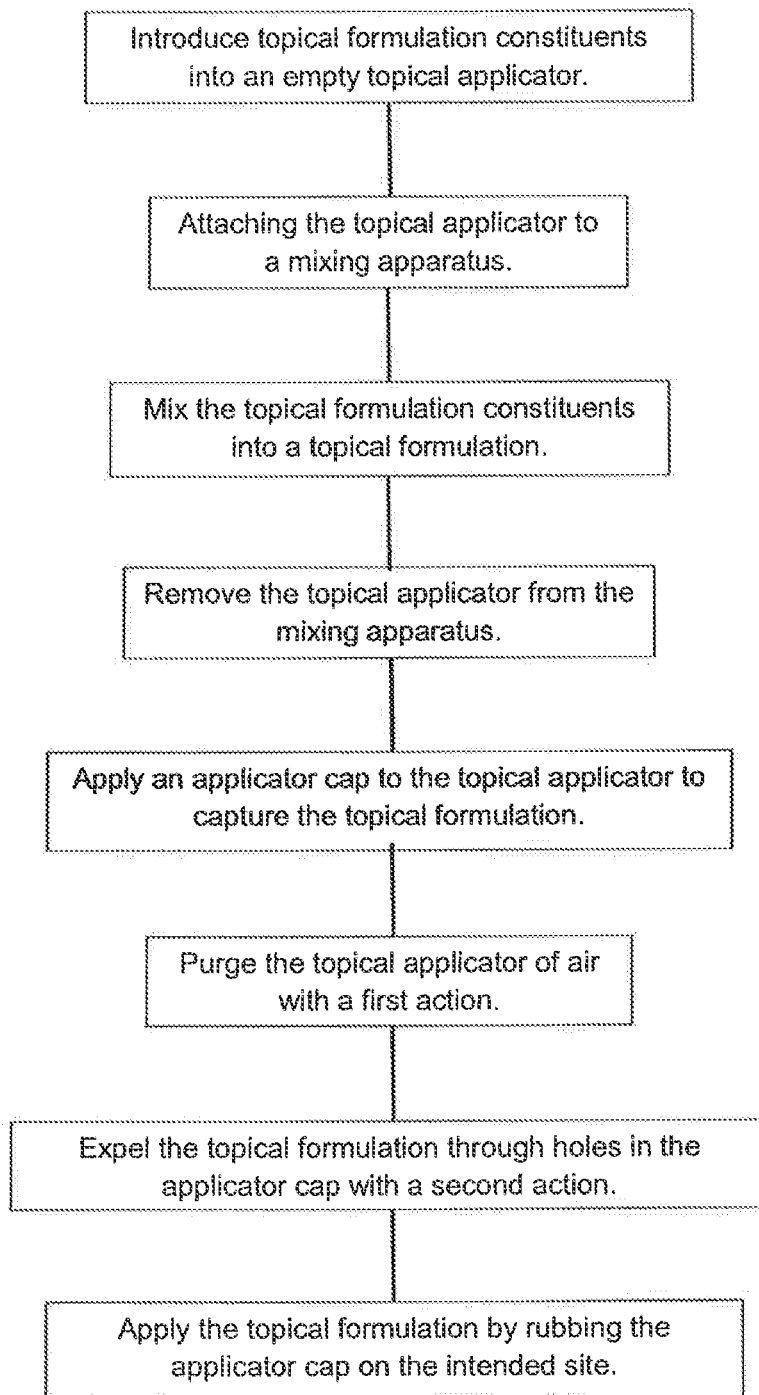 Introduce topical formulation constituents
into an empty topical applicator.
Attaching the topical applicator to
a mixing apparatus.
Mix the topical formulation constituents
into a topical formulation.
Remove the topical applicator from the
mixing apparatus.
Apply an applicator cap to the topical applicator to
capture the topical formulation.
Purge the topical applicator of air
with a first action.
Expel the topical formulation through holes in the
applicator cap with a second action.
Apply the topical formulation by rubbing the
applicator cap on the intended site.